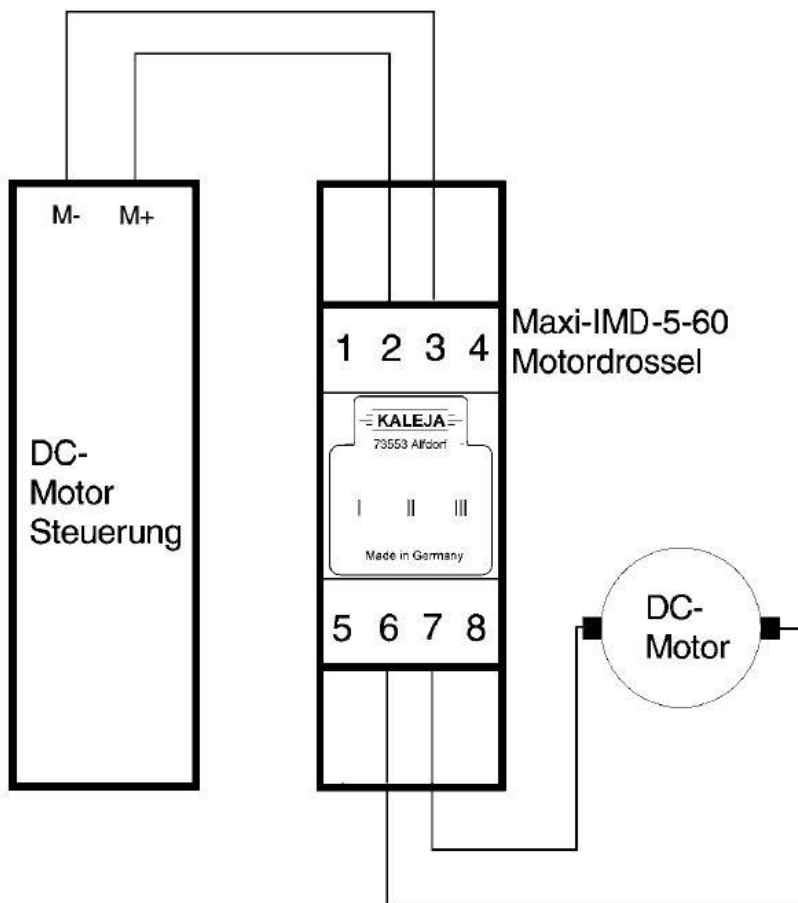 M- M+
DC-
Motor
Steuerung
Maxi-IMD-5-60
Motordrossel
1 2 3 4
KALEJA
73553 Alfdorf
I II III
Made in Germany
5 6 7 8
DC-
Motor